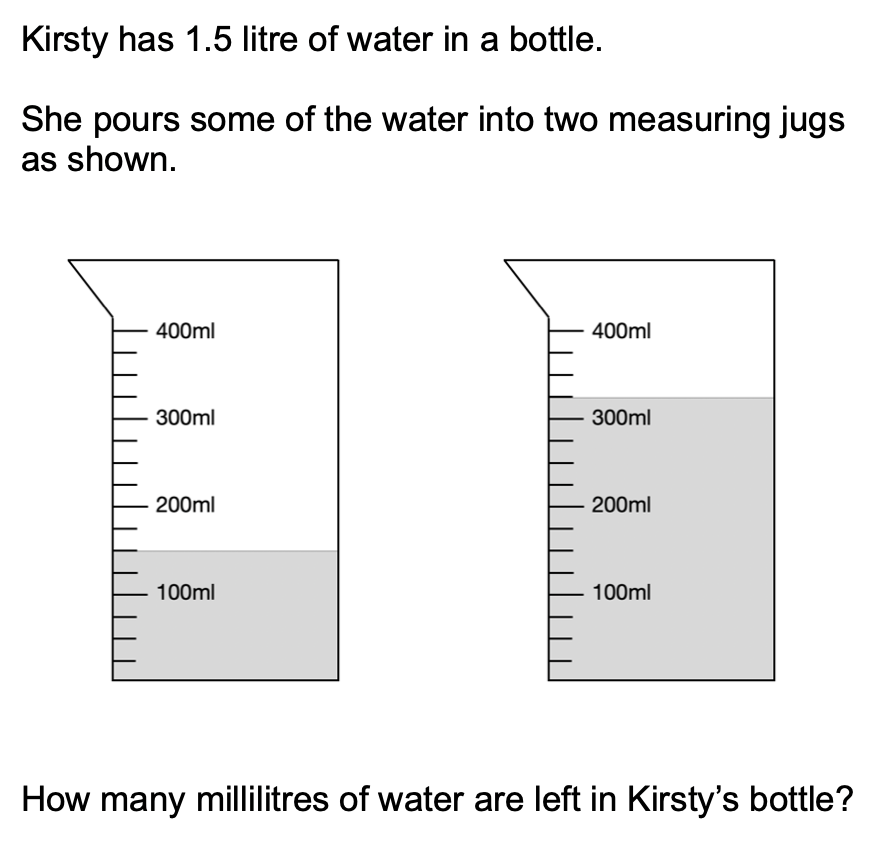 Kirsty has 1.5 litre of water in a bottle.
She pours some of the water into two measuring jugs
as shown.
400ml
300ml
200ml
100ml
400ml
300ml
200ml
100ml
How many millilitres of water are left in Kirsty’s bottle?